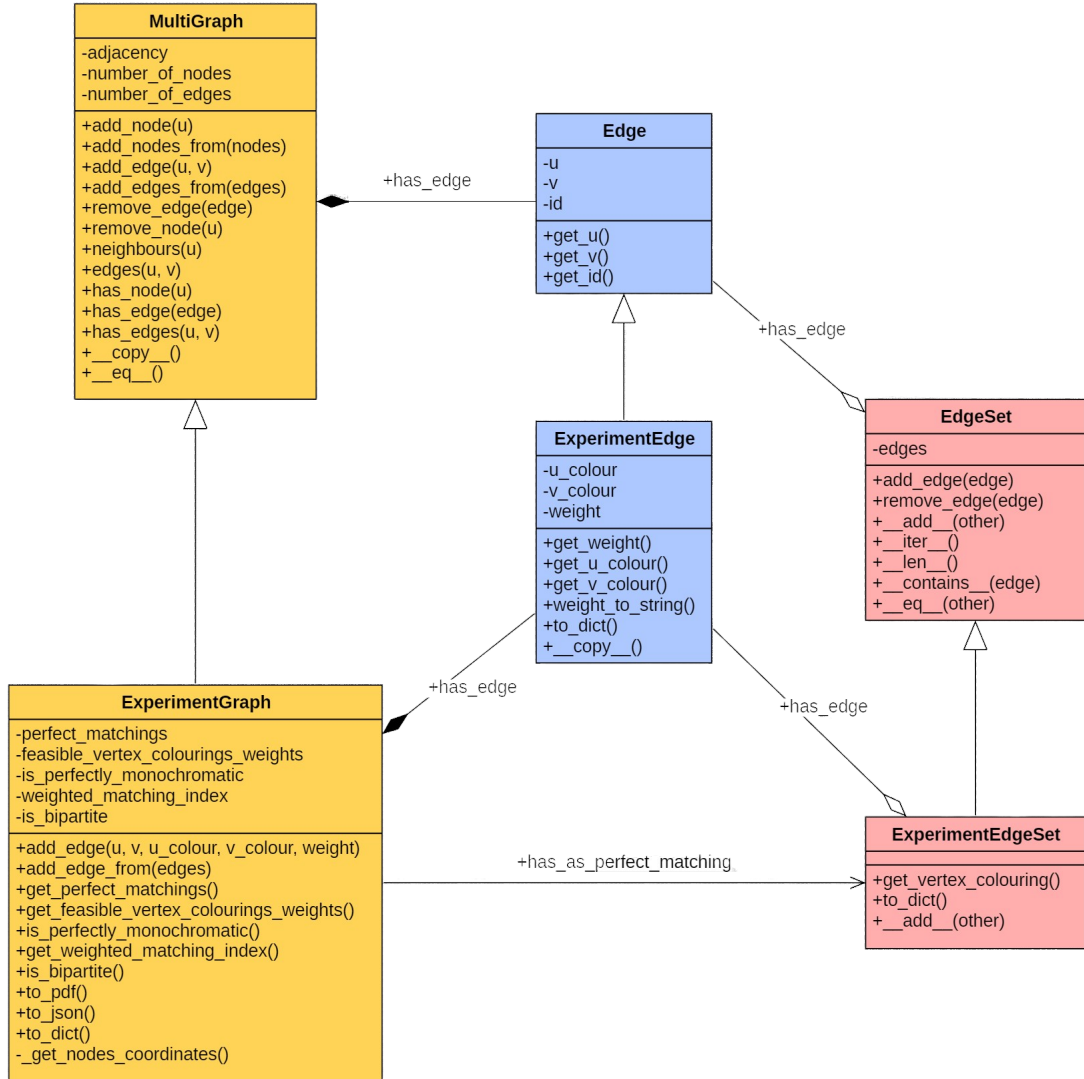 MultiGraph
-adjacency
-number_of_nodes
-number_of_edges
+add_node(u)
+add_nodes_from(nodes)
+add_edge(u, v)
+add_edges_from(edges)
+remove_edge(edge)
+remove_node(u)
+neighbours(u)
+edges(u, v)
+has_node(u)
+has_edge(edge)
+has_edges(u, v)
+__copy__()
+__eq__()
+has_edge
Edge
-u
-v
-id
+get_u()
+get_v()
+get_id()
+has_edge
EdgeSet
-edges
+add_edge(edge)
+remove_edge(edge)
+__add__(other)
+__iter__()
+__len__()
+__contains__(edge)
+__eq__(other)
ExperimentEdge
-u_colour
-v_colour
-weight
+get_weight()
+get_u_colour()
+get_v_colour()
+weight_to_string()
+to_dict()
+__copy__()
+has_edge
+has_edge
ExperimentGraph
-perfect_matchings
-feasible_vertex_colourings_weights
-is_perfectly_monochromatic
-weighted_matching_index
-is_bipartite
+add_edge(u, v, u_colour, v_colour, weight)
+add_edge_from(edges)
+get_perfect_matchings()
+get_feasible_vertex_colourings_weights()
+is_perfectly_monochromatic()
+get_weighted_matching_index()
+is_bipartite()
+to_pdf()
+to_json()
+to_dict()
-_get_nodes_coordinates()
+has_as_perfect_matching
ExperimentEdgeSet
+get_vertex_colouring()
+to_dict()
+__add__(other)